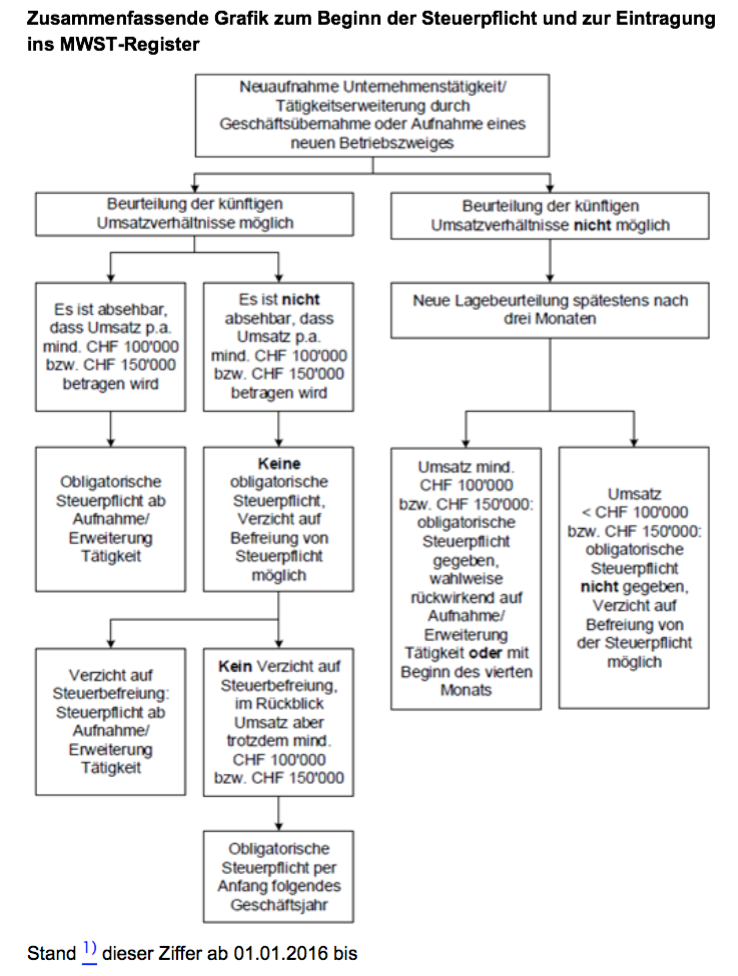 Zusammenfassende Grafik zum Beginn der Steuerpflicht und zur Eintragung
ins MWST-Register
Neuaufnahme Unternehmenstätigkeit/
Tätigkeitserweiterung durch
Geschäftsübernahme oder Aufnahme eines
neuen Betriebszweiges
Beurteilung der künftigen
Umsatzverhältnisse möglich
Beurteilung der künftigen
Umsatzverhältnisse nicht möglich
Es ist absehbar,
dass Umsatz p.a.
mind. CHF 100'000
bzw. CHF 150'000
betragen wird
Es ist nicht
absehbar, dass
Umsatz p.a.
mind. CHF 100'000
bzw. CHF 150'000
betragen wird
Neue Lagebeurteilung spätestens nach
drei Monaten
Obligatorische
Steuerpflicht ab
Aufnahme/
Erweiterung
Tätigkeit
Keine
obligatorische
Steuerpflicht,
Verzicht auf
Befreiung von
Steuerpflicht
möglich
Umsatz mind.
CHF 100'000
bzw. CHF 150'000:
obligatorische
Steuerpflicht
gegeben,
wahlweise
rückwirkend auf
Aufnahme/
Erweiterung
Tätigkeit oder mit
Beginn des vierten
Monats
Umsatz
< CHF 100'000
bzw. CHF 150'000:
obligatorische
Steuerpflicht
nicht gegeben,
Verzicht auf
Befreiung von
der Steuerpflicht
möglich
Verzicht auf
Steuerbefreiung:
Steuerpflicht ab
Aufnahme/
Erweiterung
Tätigkeit
Kein Verzicht auf
Steuerbefreiung,
im Rückblick
Umsatz aber
trotzdem mind.
CHF 100'000
bzw. CHF 150'000
Obligatorische
Steuerpflicht per
Anfang folgendes
Geschäftsjahr
Stand 1) dieser Ziffer ab 01.01.2016 bis